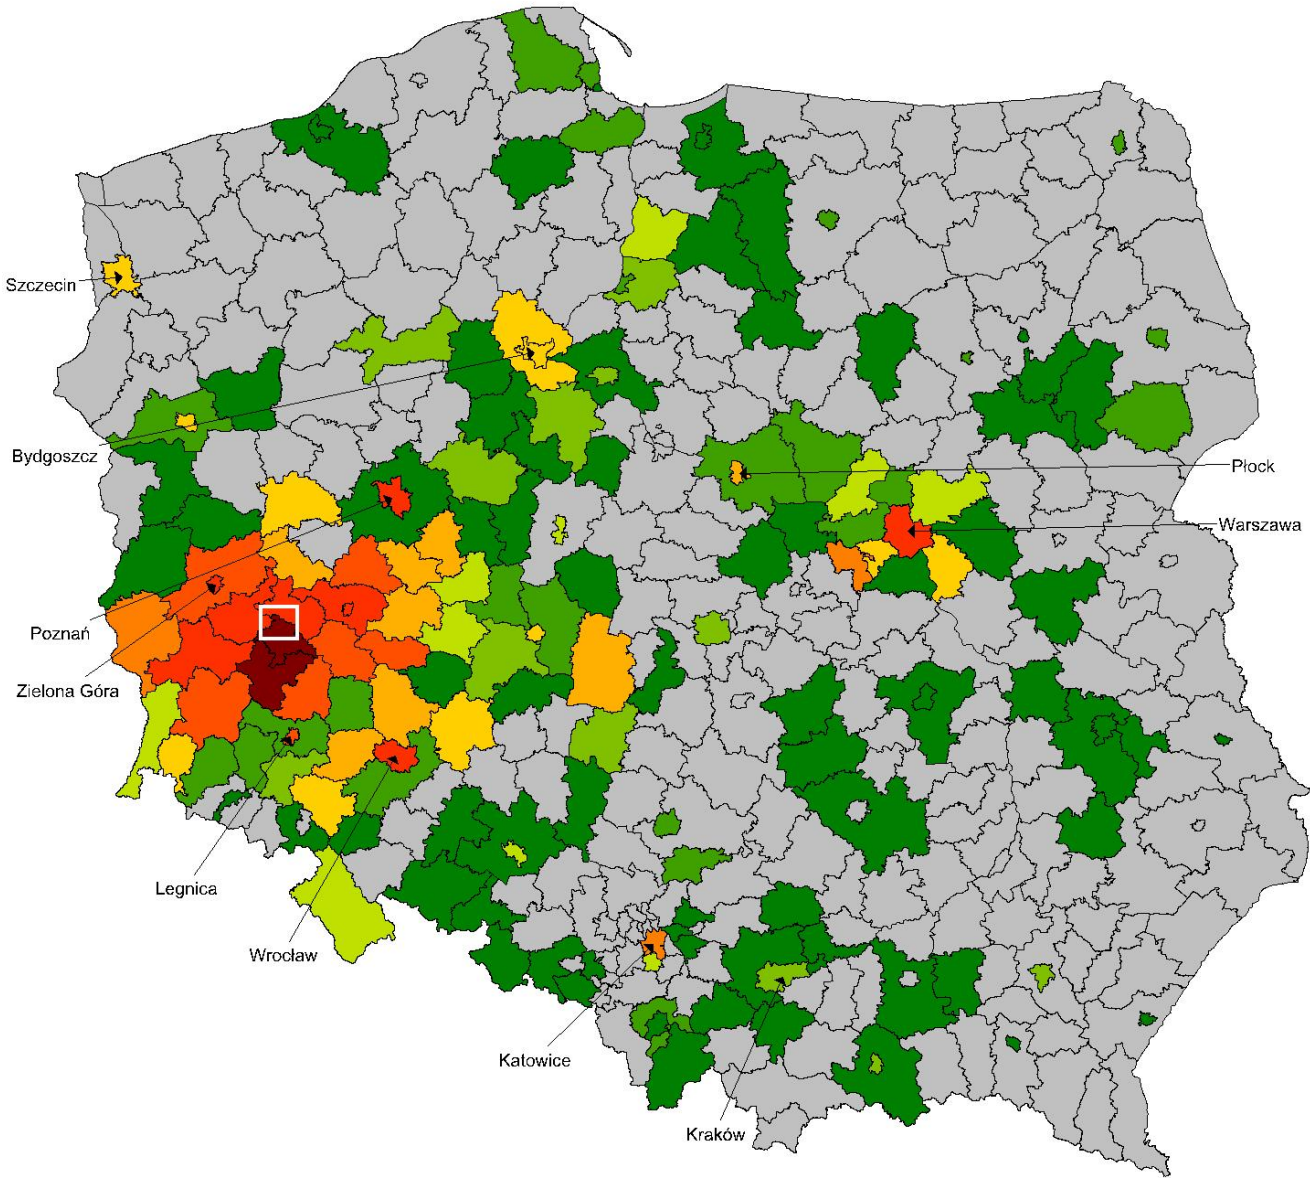 Szczecin
Bydgoszcz
Płock
Warszawa
Poznań
Zielona Góra
Legnica
Wrocław
Katowice
Kraków